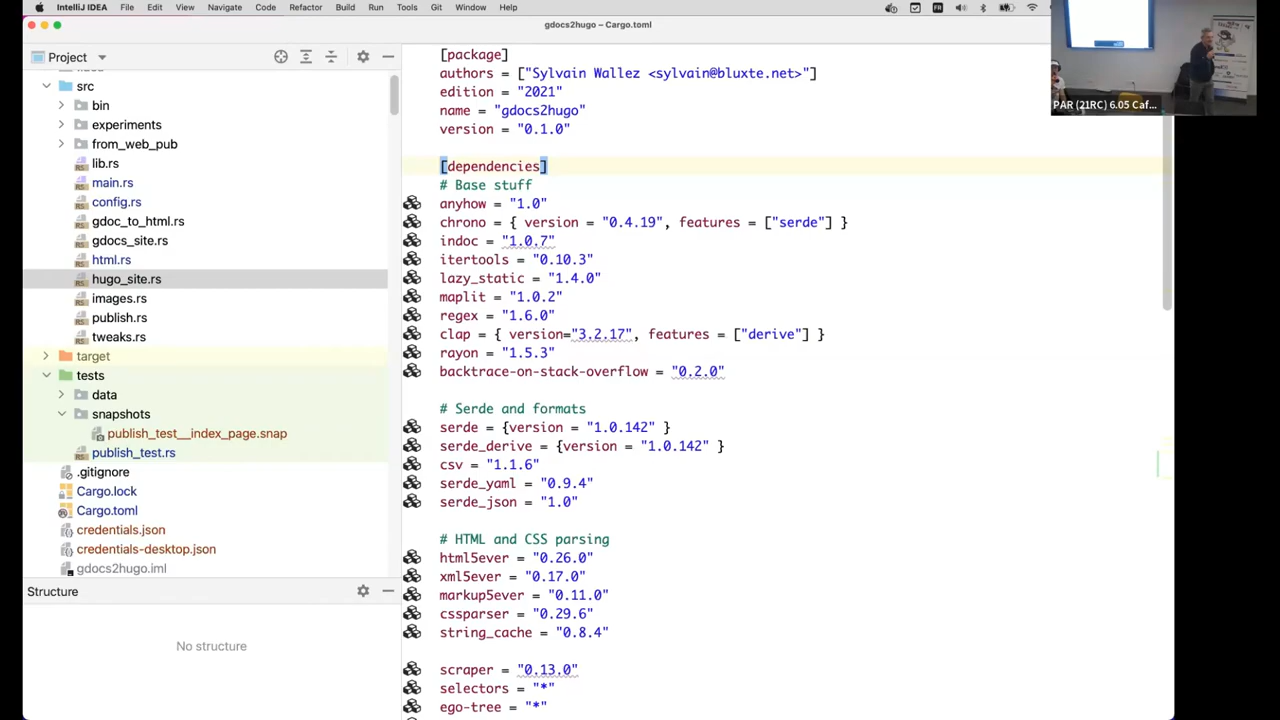 IntelliJ IDEA File Edit View Navigate Code Refactor Build Run Tools Git Window Help
gdocs2hugo – Cargo.toml
PAR (21RC) 6.05 Caf...
Project
src
bin
experiments
from_web_pub
lib.rs
main.rs
config.rs
gdoc_to_html.rs
gdocs_site.rs
html.rs
hugo_site.rs
images.rs
publish.rs
tweaks.rs
target
tests
data
snapshots
publish_test__index_page.snap
publish_test.rs
.gitignore
Cargo.lock
Cargo.toml
credentials.json
credentials-desktop.json
gdocs2hugo.iml
Structure
No structure
[package]
authors = ["Sylvain Wallez <sylvain@bluxte.net>"]
edition = "2021"
name = "gdocs2hugo"
version = "0.1.0"
[dependencies]
# Base stuff
anyhow = "1.0"
chrono = { version = "0.4.19", features = ["serde"] }
indoc = "1.0.7"
itertools = "0.10.3"
lazy_static = "1.4.0"
maplit = "1.0.2"
regex = "1.6.0"
clap = { version="3.2.17", features = ["derive"] }
rayon = "1.5.3"
backtrace-on-stack-overflow = "0.2.0"
# Serde and formats
serde = {version = "1.0.142" }
serde_derive = {version = "1.0.142" }
csv = "1.1.6"
serde_yaml = "0.9.4"
serde_json = "1.0"
# HTML and CSS parsing
html5ever = "0.26.0"
xml5ever = "0.17.0"
markup5ever = "0.11.0"
cssparser = "0.29.6"
string_cache = "0.8.4"
scraper = "0.13.0"
selectors = "*"
ego-tree = "*"